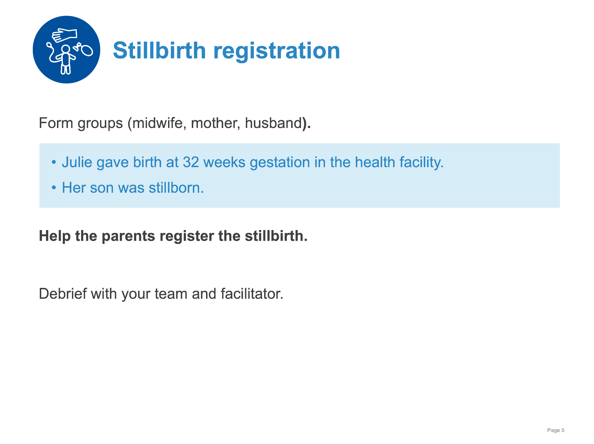 Stillbirth registration
Form groups (midwife, mother, husband).
• Julie gave birth at 32 weeks gestation in the health facility.
• Her son was stillborn.
Help the parents register the stillbirth.
Debrief with your team and facilitator.
Page 5